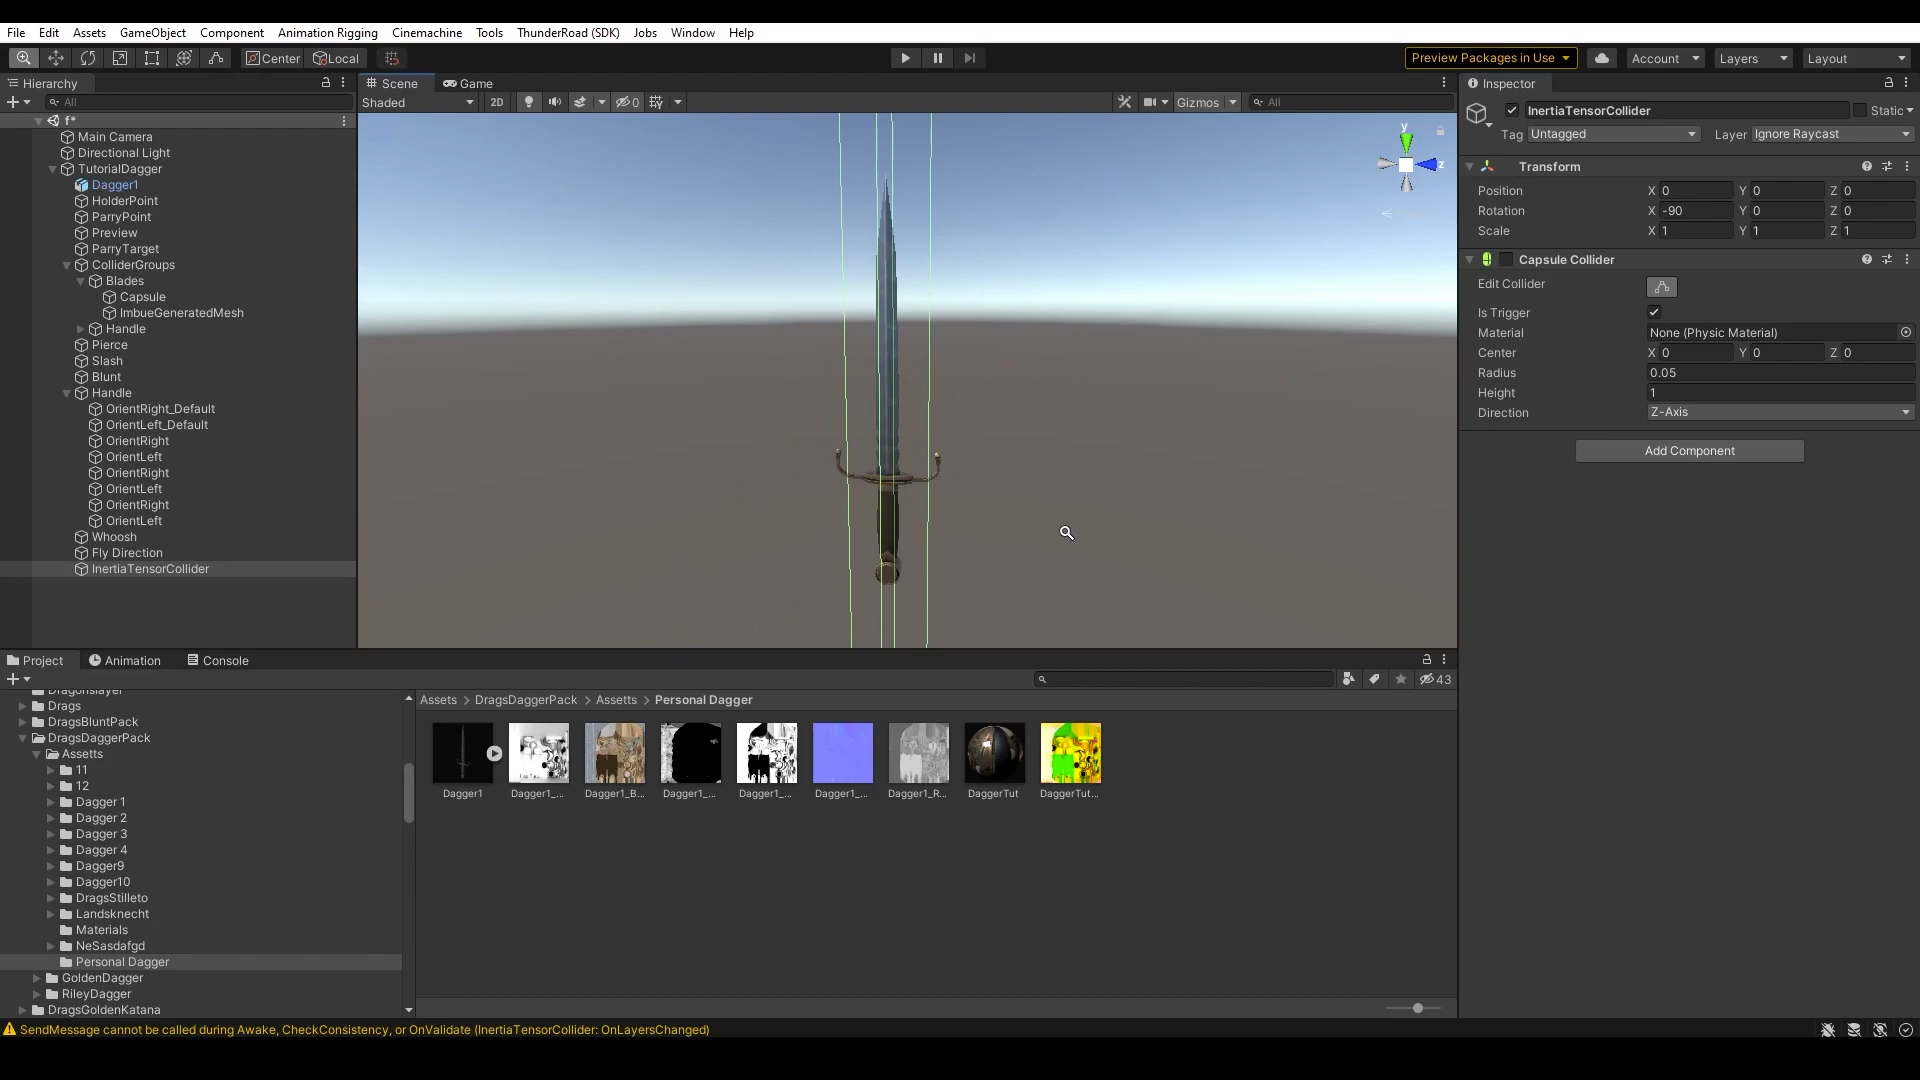 File Edit Assets GameObject Component Animation Rigging Cinemachine Tools ThunderRoad (SDK) Jobs Window Help
Center Local Preview Packages in Use Account Layers Layout
Hierarchy
All
f*
Main Camera
Directional Light
TutorialDagger
Dagger1
HolderPoint
ParryPoint
Preview
ParryTarget
ColliderGroups
Blades
Capsule
ImbueGeneratedMesh
Handle
Pierce
Slash
Blunt
Handle
OrientRight_Default
OrientLeft_Default
OrientRight
OrientLeft
OrientRight
OrientLeft
OrientRight
OrientLeft
Whoosh
Fly Direction
InertiaTensorCollider
Scene Game
Shaded 2D 0 Gizmos All
y
z
Inspector
InertiaTensorCollider Static
Tag Untagged Layer Ignore Raycast
Transform
Position X 0 Y 0 Z 0
Rotation X -90 Y 0 Z 0
Scale X 1 Y 1 Z 1
Capsule Collider
Edit Collider
Is Trigger
Material None (Physic Material)
Center X 0 Y 0 Z 0
Radius 0.05
Height 1
Direction Z-Axis
Add Component
Project Animation Console
43
Dragonslayer
Drags
DragsBluntPack
DragsDaggerPack
Assetts
11
12
Dagger 1
Dagger 2
Dagger 3
Dagger 4
Dagger9
Dagger10
DragsStilleto
Landsknecht
Materials
NeSasdafgd
Personal Dagger
GoldenDagger
RileyDagger
DragsGoldenKatana
Assets > DragsDaggerPack > Assetts > Personal Dagger
Dagger1 Dagger1_... Dagger1_B... Dagger1_... Dagger1_... Dagger1_... Dagger1_R... DaggerTut DaggerTut...
SendMessage cannot be called during Awake, CheckConsistency, or OnValidate (InertiaTensorCollider: OnLayersChanged)